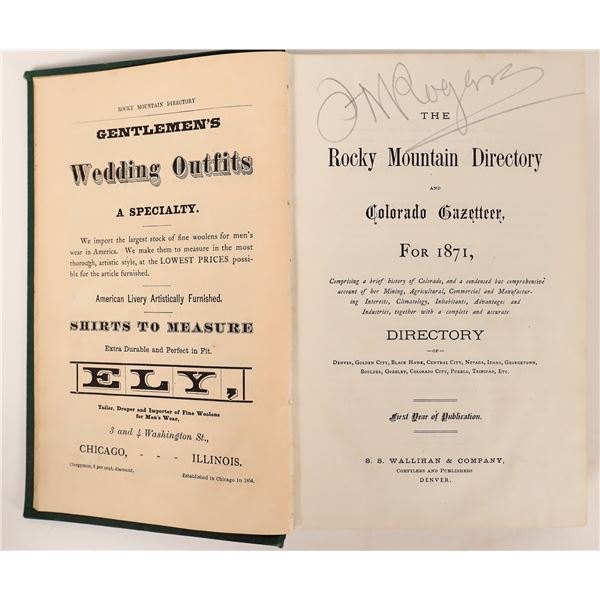 ROCKY MOUNTAIN DIRECTORY
GENTLEMEN'S
Wedding Outfits
A SPECIALTY.
We import the largest stock of fine woolens for men's
wear in America. We make them to measure in the most
thorough, artistic style, at the LOWEST PRICES possi-
ble for the article furnished.
American Livery Artistically Furnished.
SHIRTS TO MEASURE
Extra Durable and Perfect in Fit.
ELY,
Tailor, Draper and Importer of Fine Woolens
for Men's Wear,
3 and 4 Washington St.,
CHICAGO, - - - ILLINOIS.
Clergymen, 5 per cent. discount.
Established in Chicago in 1854.
FM Rogers
THE
Rocky Mountain Directory
AND
Colorado Gazetteer,
FOR 1871,
Comprising a brief history of Colorado, and a condensed but comprehensive
account of her Mining, Agricultural, Commercial and Manufactur-
ing Interests, Climatology, Inhabitants, Advantages and
Industries, together with a complete and accurate
DIRECTORY
—OF—
DENVER, GOLDEN CITY, BLACK HAWK, CENTRAL CITY, NEVADA, IDAHO, GEORGETOWN,
BOULDER, GREELEY, COLORADO CITY, PUEBLO, TRINIDAD, ETC.
First Year of Publication.
S. S. WALLIHAN & COMPANY,
COMPILERS AND PUBLISHERS
DENVER.